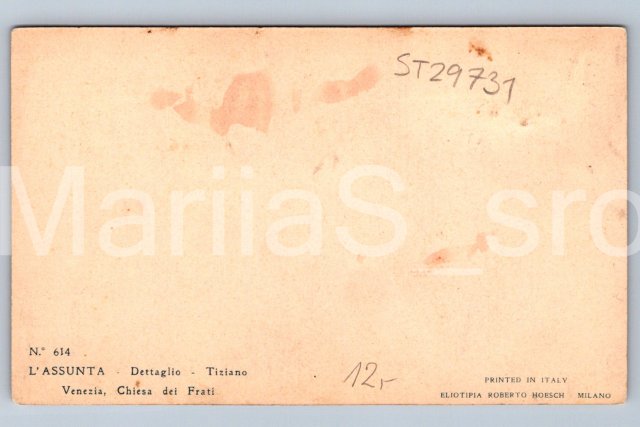 ST29731
MariiaS_sro
N.° 614
L'ASSUNTA - Dettaglio - Tiziano
Venezia, Chiesa dei Frati
12,-
PRINTED IN ITALY
ELIOTIPIA ROBERTO HOESCH - MILANO